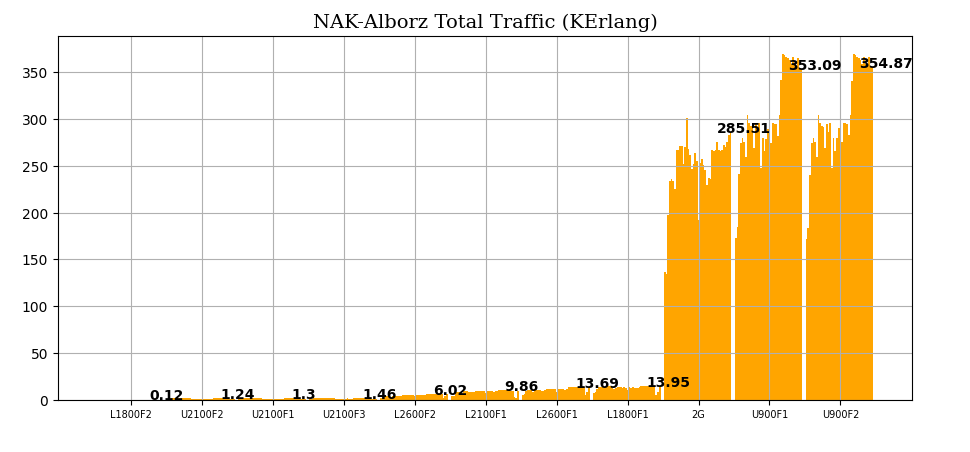 NAK-Alborz Total Traffic (KErlang)
350
300
250
200
150
100
50
0
0.12
1.24
1.3
1.46
6.02
9.86
13.69
13.95
285.51
353.09
354.87
L1800F2
U2100F2
U2100F1
U2100F3
L2600F2
L2100F1
L2600F1
L1800F1
2G
U900F1
U900F2